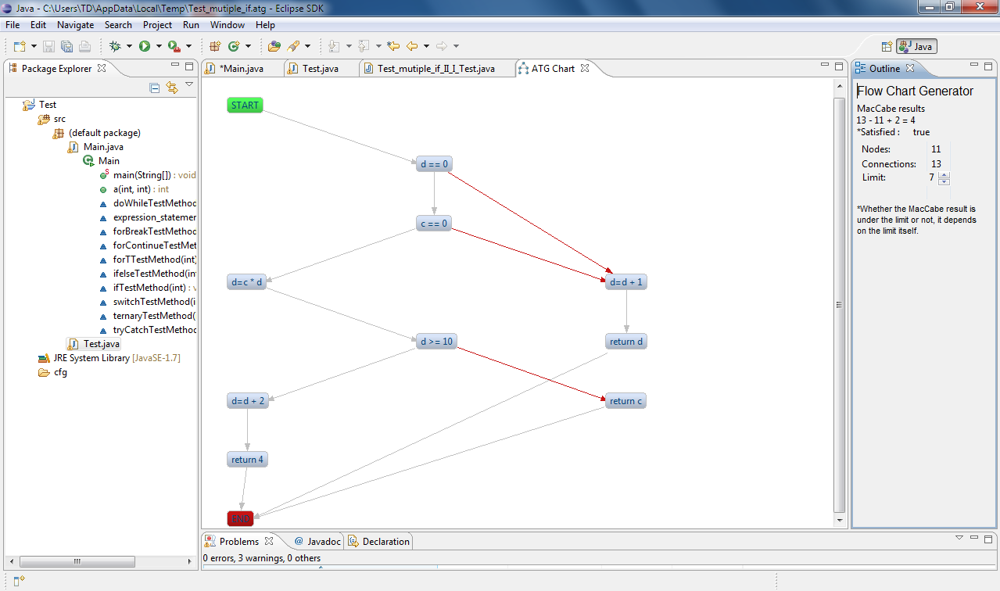 Java - C:\Users\TD\AppData\Local\Temp\Test_mutiple_if.atg - Eclipse SDK
File Edit Navigate Search Project Run Window Help
Java
Package Explorer
Test
src
(default package)
Main.java
Main
main(String[]) : void
a(int, int) : int
doWhileTestMethod
expression_statemer
forBreakTestMethod
forContinueTestMet
forTTestMethod(int)
ifelseTestMethod(int
ifTestMethod(int) : v
switchTestMethod(i
ternaryTestMethod(
tryCatchTestMethod
Test.java
JRE System Library [JavaSE-1.7]
cfg
*Main.java Test.java Test_mutiple_if_II_I_Test.java ATG Chart
START
d == 0
c == 0
d=c * d
d=d + 1
d >= 10
return d
d=d + 2
return c
return 4
END
Outline
Flow Chart Generator
MacCabe results
13 - 11 + 2 = 4
*Satisfied : true
Nodes: 11
Connections: 13
Limit: 7
*Whether the MacCabe result is
under the limit or not, it depends
on the limit itself.
Problems @ Javadoc Declaration
0 errors, 3 warnings, 0 others